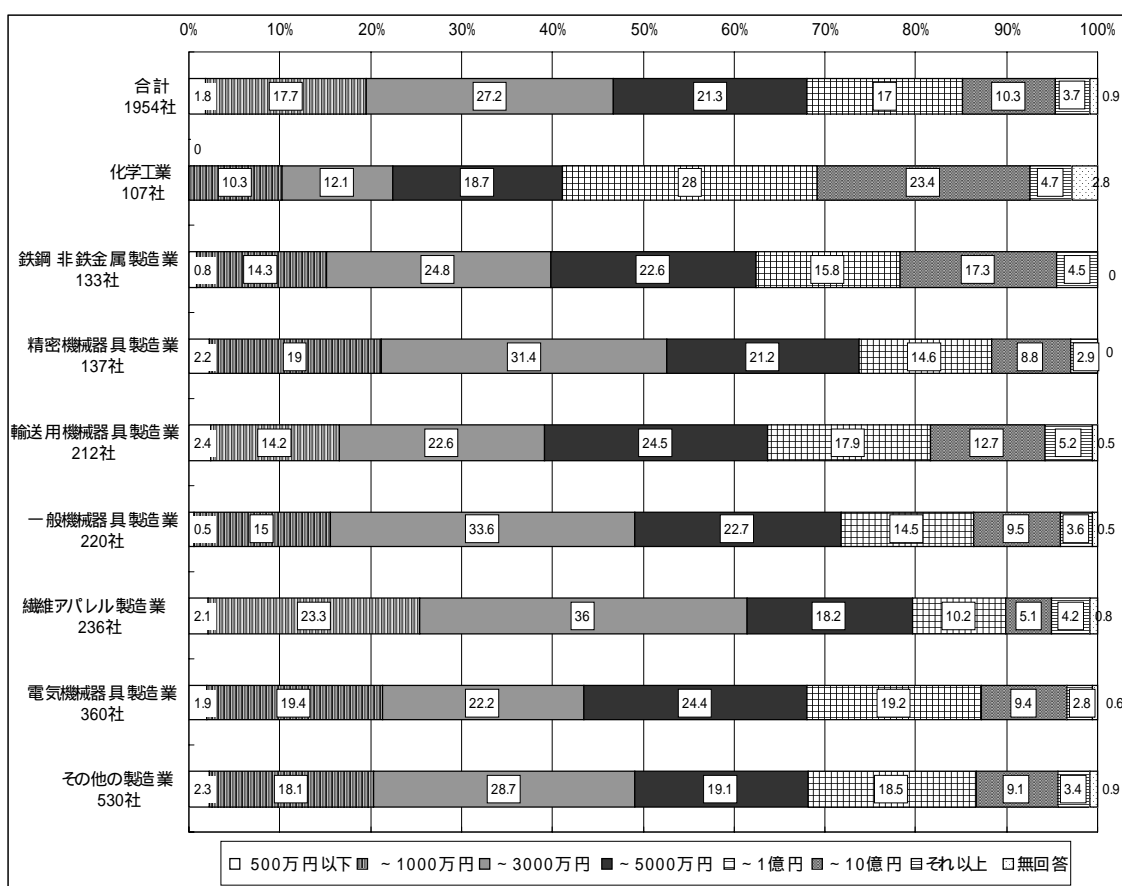 0% 10% 20% 30% 40% 50% 60% 70% 80% 90% 100%
合計
1954社
1.8 17.7 27.2 21.3 17 10.3 3.7 0.9
化学工業
107社
0 10.3 12.1 18.7 28 23.4 4.7 2.8
鉄鋼 非鉄金属製造業
133社
0.8 14.3 24.8 22.6 15.8 17.3 4.5 0
精密機械器具製造業
137社
2.2 19 31.4 21.2 14.6 8.8 2.9 0
輸送用機械器具製造業
212社
2.4 14.2 22.6 24.5 17.9 12.7 5.2 0.5
一般機械器具製造業
220社
0.5 15 33.6 22.7 14.5 9.5 3.6 0.5
繊維アパレル製造業
236社
2.1 23.3 36 18.2 10.2 5.1 4.2 0.8
電気機械器具製造業
360社
1.9 19.4 22.2 24.4 19.2 9.4 2.8 0.6
その他の製造業
530社
2.3 18.1 28.7 19.1 18.5 9.1 3.4 0.9
500万円以下 ~1000万円 ~3000万円 ~5000万円 ~1億円 ~10億円 それ以上 無回答